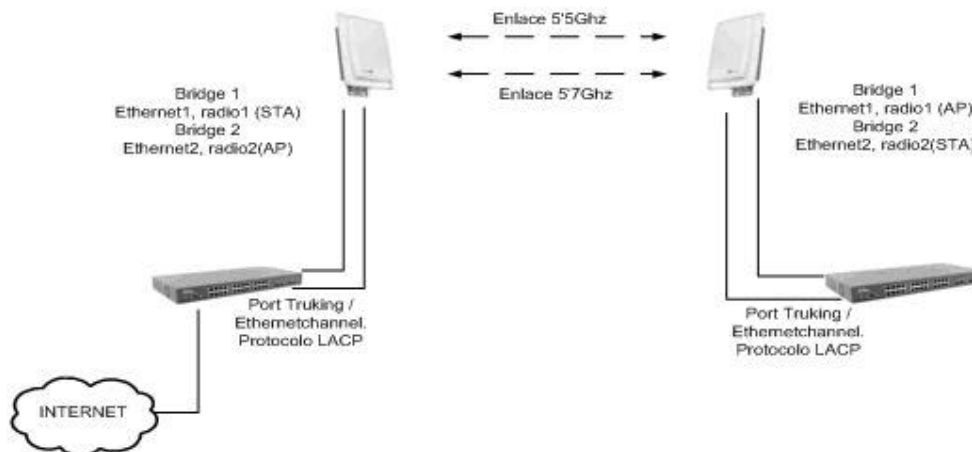 Enlace 5'5Ghz
Enlace 5'7Ghz
Bridge 1
Ethernet1, radio1 (STA)
Bridge 2
Ethernet2, radio2(AP)
Bridge 1
Ethernet1, radio1 (AP)
Bridge 2
Ethernet2, radio2(STA)
Port Truking /
Ethernetchannel.
Protocolo LACP
Port Truking /
Ethernetchannel.
Protocolo LACP
INTERNET